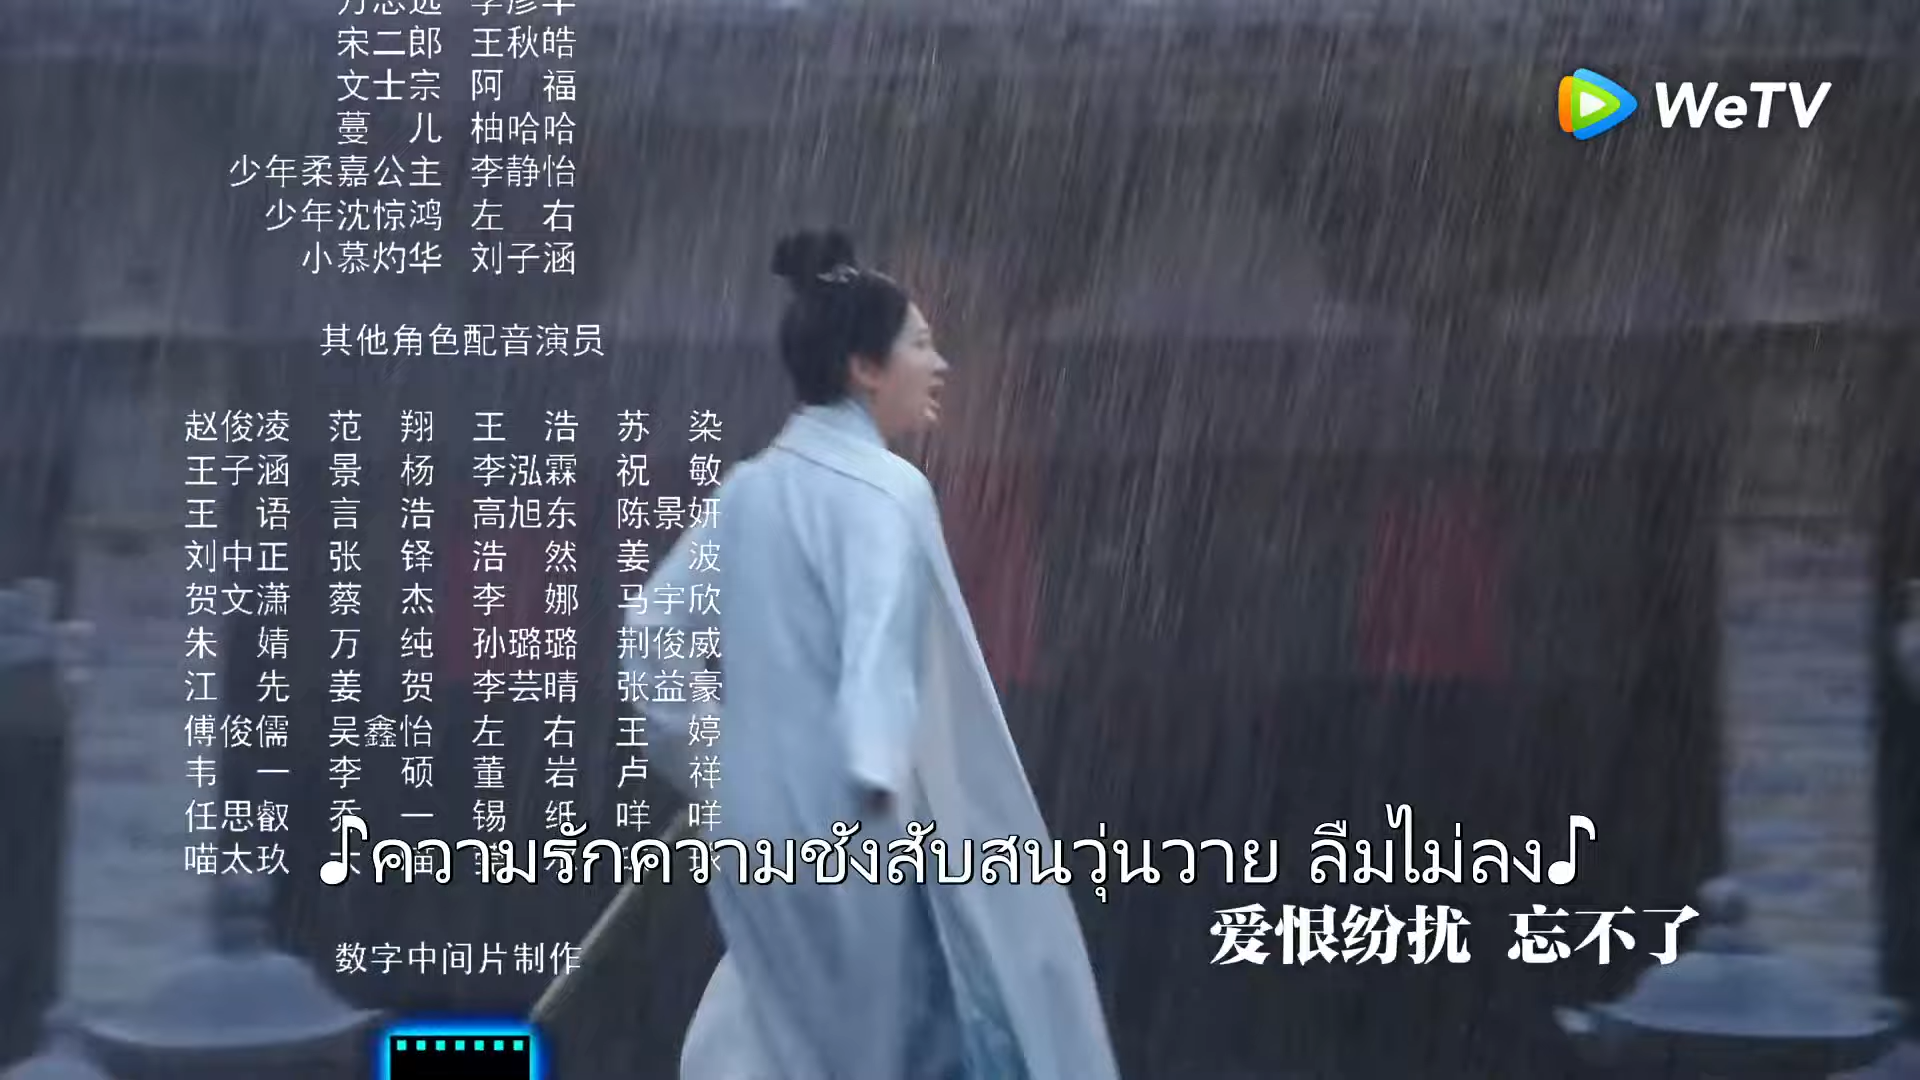 宋二郎 王秋皓
WeTV
文士宗 阿 福
蔓 儿 柚哈哈
少年柔嘉公主 李静怡
少年沈惊鸿 左 右
小慕灼华 刘子涵
其他角色配音演员
赵俊凌 范 翔 王 浩 苏 染
王子涵 景 杨 李泓霖 祝 敏
王 语 言 浩 高旭东 陈景妍
刘中正 张 铎 浩 然 姜 波
贺文潇 蔡 杰 李 娜 马宇欣
朱 婧 万 纯 孙璐璐 荆俊威
江 先 姜 贺 李芸晴 张益豪
傅俊儒 吴鑫怡 左 右 王 婷
韦 一 李 硕 董 岩 卢 祥
任思叡 乔 一 锡 纸 咩 咩
喵太玖
♪ความรักความชังสับสนวุ่นวาย ลืมไม่ลง♪
爱恨纷扰 忘不了
数字中间片制作